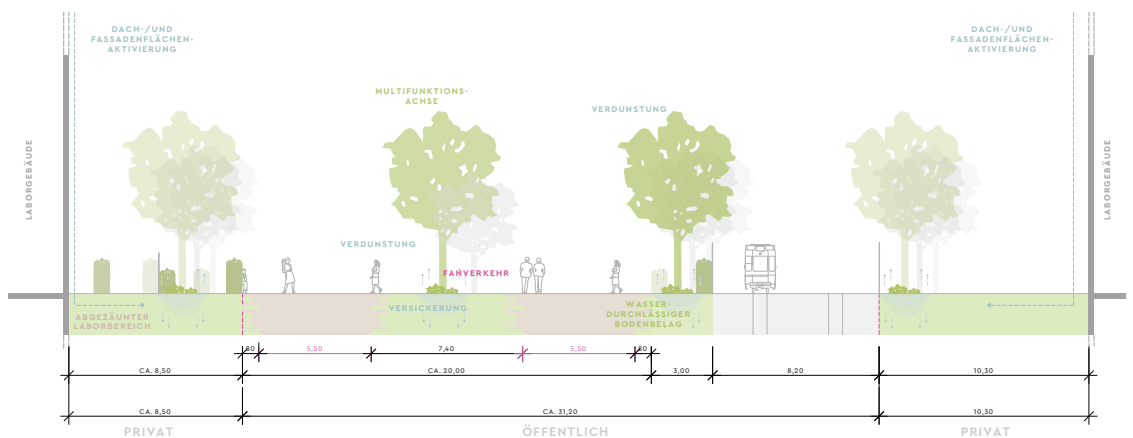 DACH-/UND
FASSADENFLÄCHEN-
AKTIVIERUNG
DACH-/UND
FASSADENFLÄCHEN-
AKTIVIERUNG
MULTIFUNKTIONS-
ACHSE
VERDUNSTUNG
LABORGEBÄUDE
LABORGEBÄUDE
VERDUNSTUNG
FANVERKEHR
ABGEZÄUNTER
LABORBEREICH
VERSICKERUNG
WASSER-
DURCHLÄSSIGER
BODENBELAG
80
5,50
7,40
5,50
80
CA. 8,50
CA. 20,00
3,00
8,20
10,30
CA. 8,50
CA. 31,20
10,30
PRIVAT
ÖFFENTLICH
PRIVAT